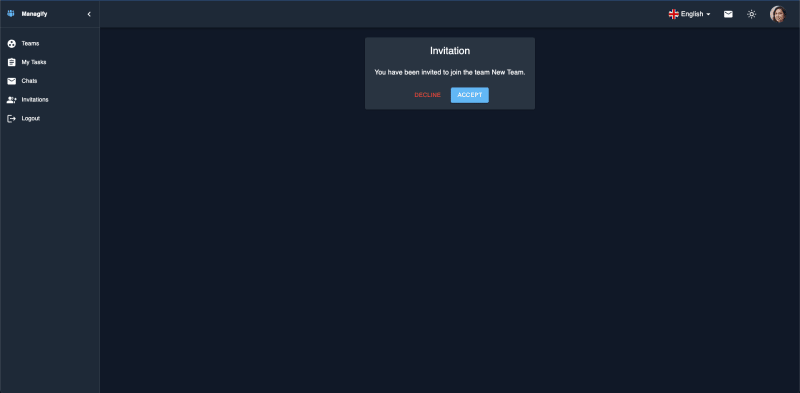 Managify
English
Teams
My Tasks
Chats
Invitations
Logout
Invitation
You have been invited to join the team New Team.
DECLINE
ACCEPT